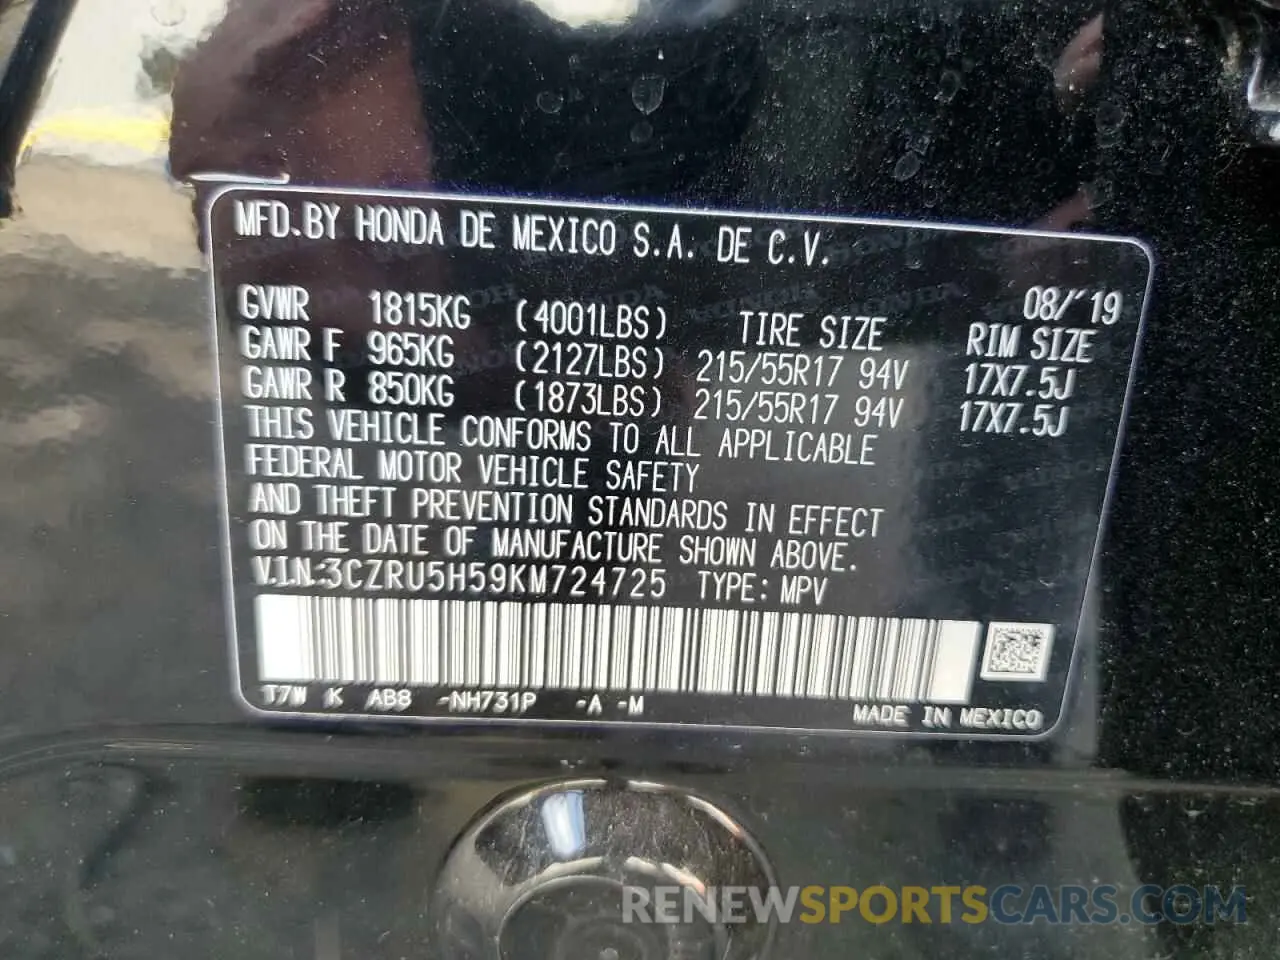 MFD.BY HONDA DE MEXICO S.A. DE C.V.
08/'19
GVWR 1815KG (4001LBS) TIRE SIZE RIM SIZE
GAWR F 965KG (2127LBS) 215/55R17 94V 17X7.5J
GAWR R 850KG (1873LBS) 215/55R17 94V 17X7.5J
THIS VEHICLE CONFORMS TO ALL APPLICABLE
FEDERAL MOTOR VEHICLE SAFETY
AND THEFT PREVENTION STANDARDS IN EFFECT
ON THE DATE OF MANUFACTURE SHOWN ABOVE.
V.I.N:3CZRU5H59KM724725 TYPE: MPV
T7W K AB8 -NH731P -A -M
MADE IN MEXICO
RENEWSPORTSCARS.COM